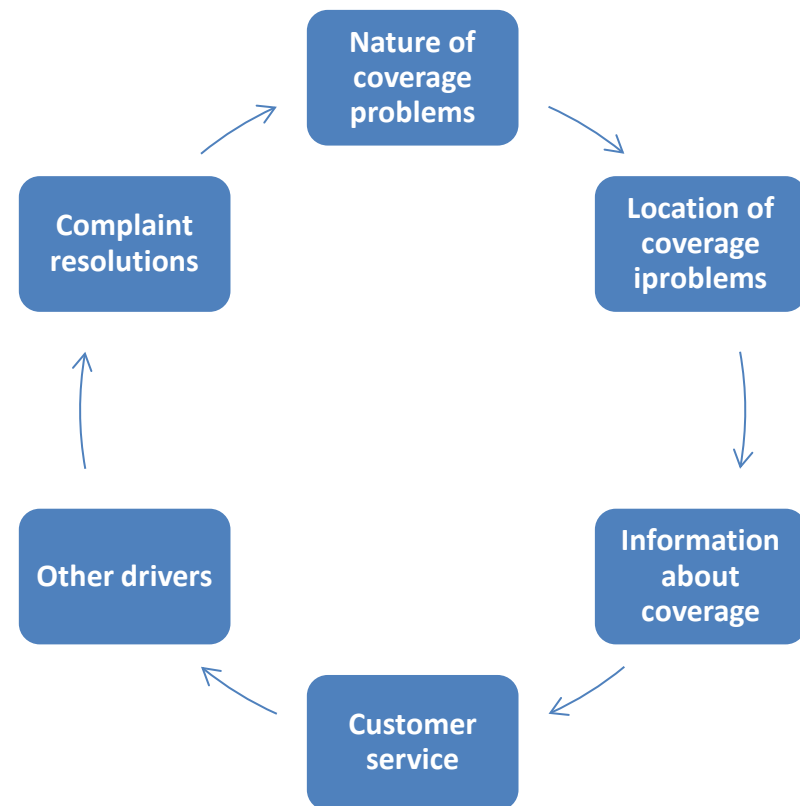 Nature of
coverage
problems
Location of
coverage
iproblems
Information
about
coverage
Customer
service
Other drivers
Complaint
resolutions